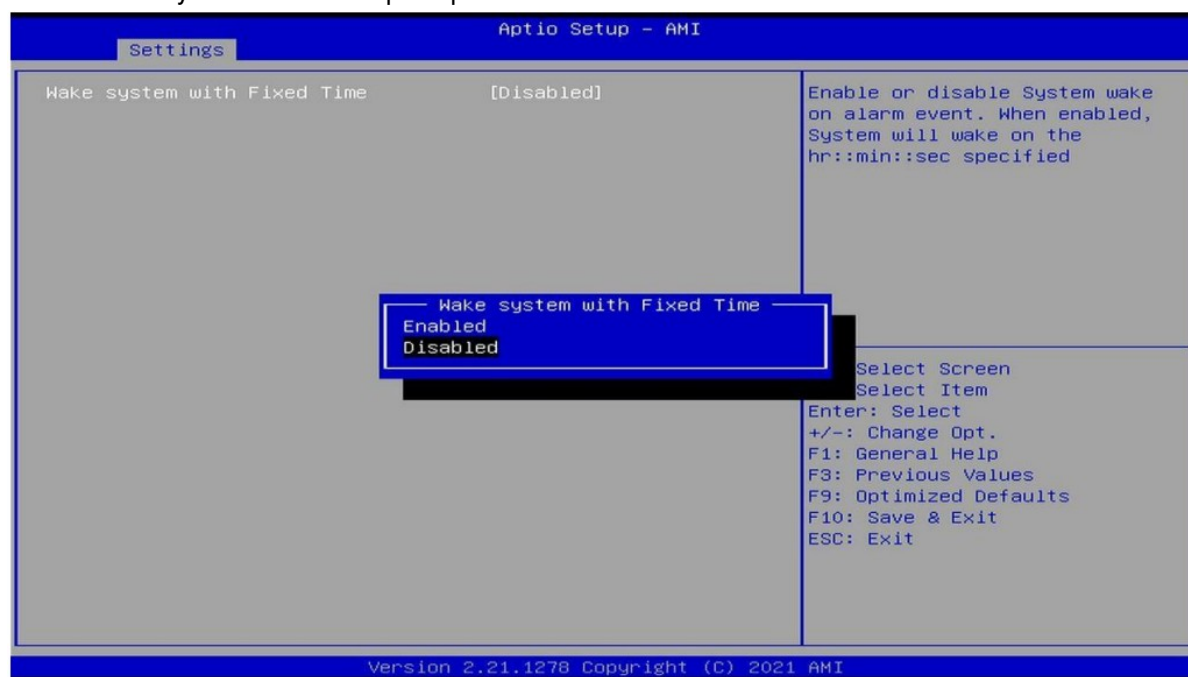 Aptio Setup – AMI
Settings
Wake system with Fixed Time [Disabled]
Enable or disable System wake
on alarm event. When enabled,
System will wake on the
hr::min::sec specified
Wake system with Fixed Time
Enabled
Disabled
Select Screen
Select Item
Enter: Select
+/-: Change Opt.
F1: General Help
F3: Previous Values
F9: Optimized Defaults
F10: Save & Exit
ESC: Exit
Version 2.21.1278 Copyright (C) 2021 AMI